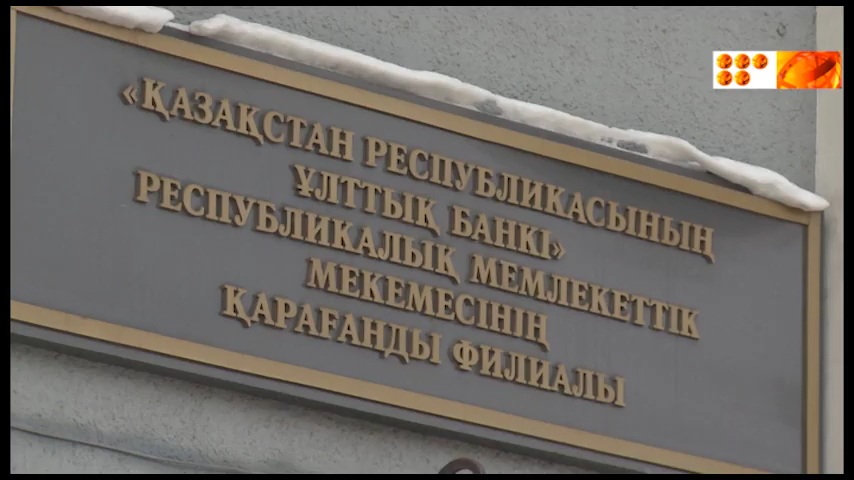 «ҚАЗАҚСТАН РЕСПУБЛИКАСЫНЫҢ
ҰЛТТЫҚ БАНКІ»
РЕСПУБЛИКАЛЫҚ МЕМЛЕКЕТТІК
МЕКЕМЕСІНІҢ
ҚАРАҒАНДЫ ФИЛИАЛЫ